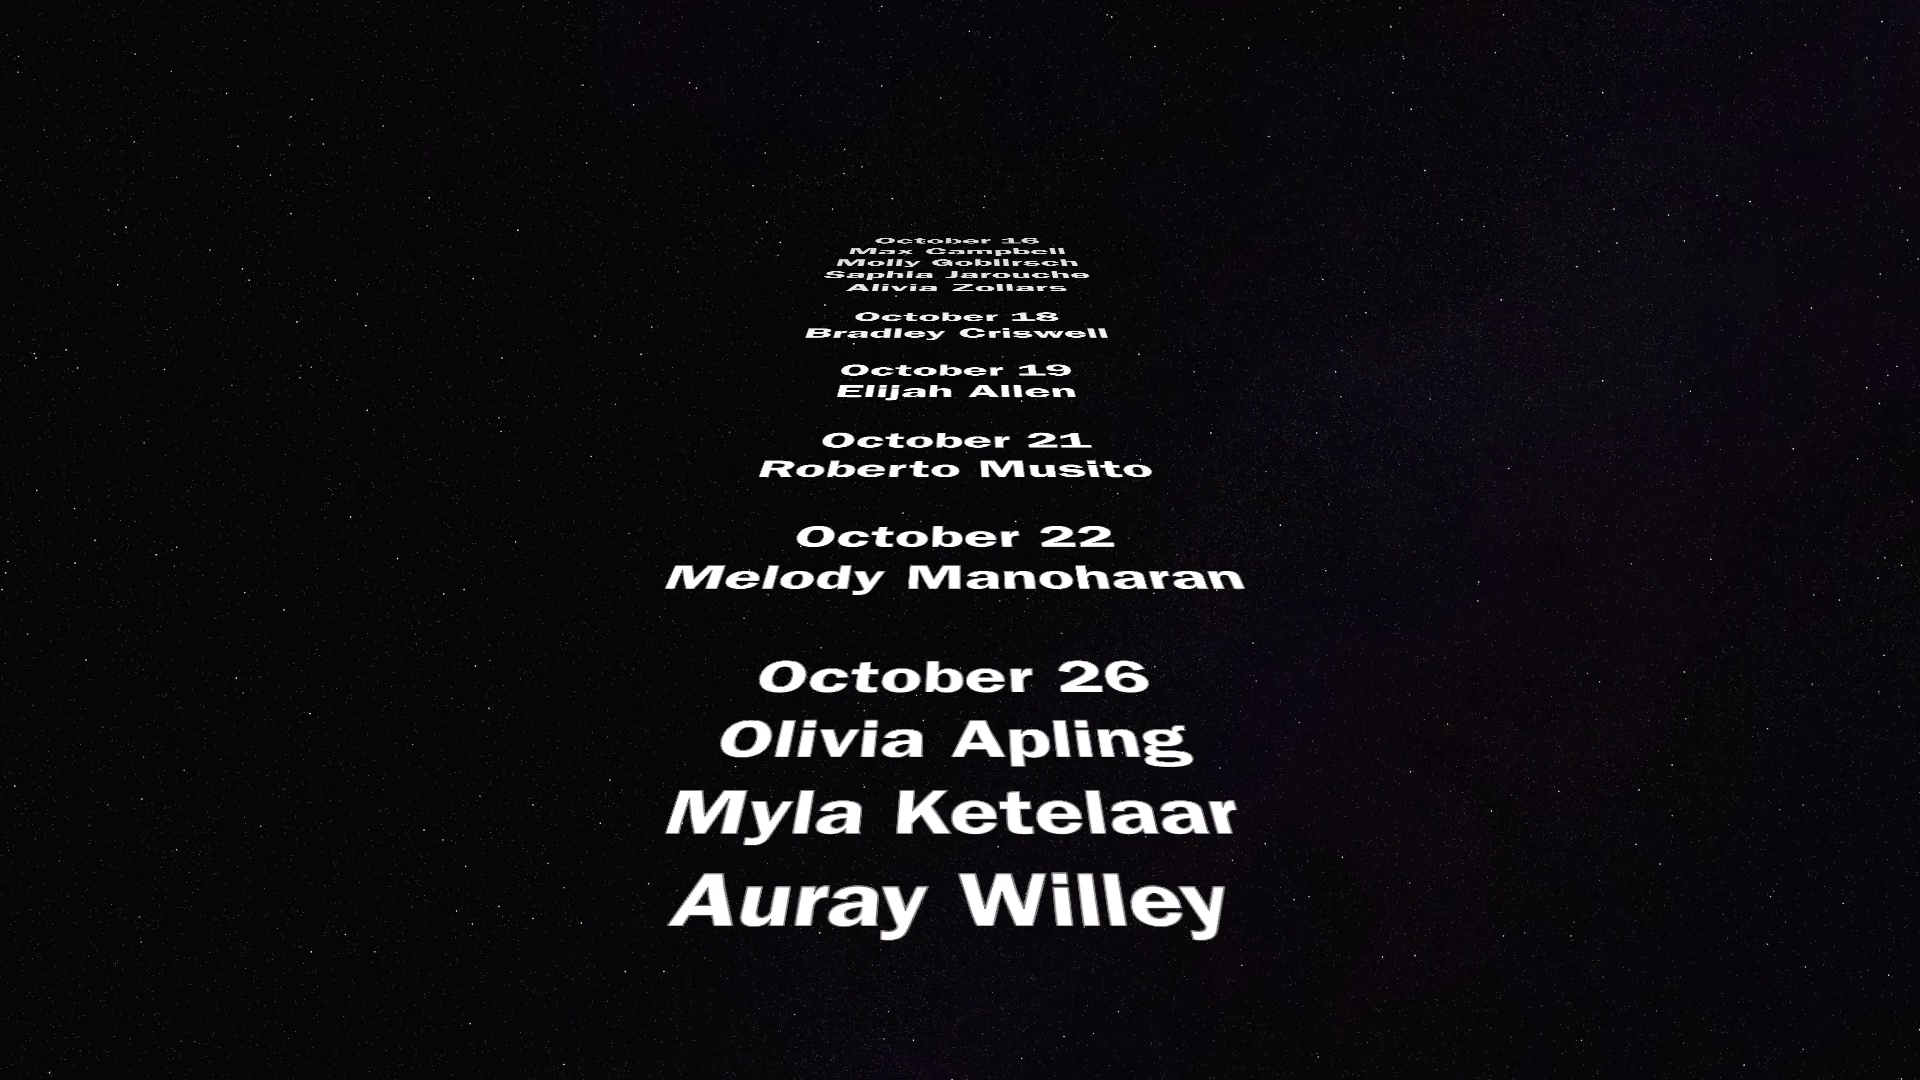 October 16
Max Campbell
Molly Goblirsch
Saphia Jarouche
Alivia Zollars
October 18
Bradley Criswell
October 19
Elijah Allen
October 21
Roberto Musito
October 22
Melody Manoharan
October 26
Olivia Apling
Myla Ketelaar
Auray Willey